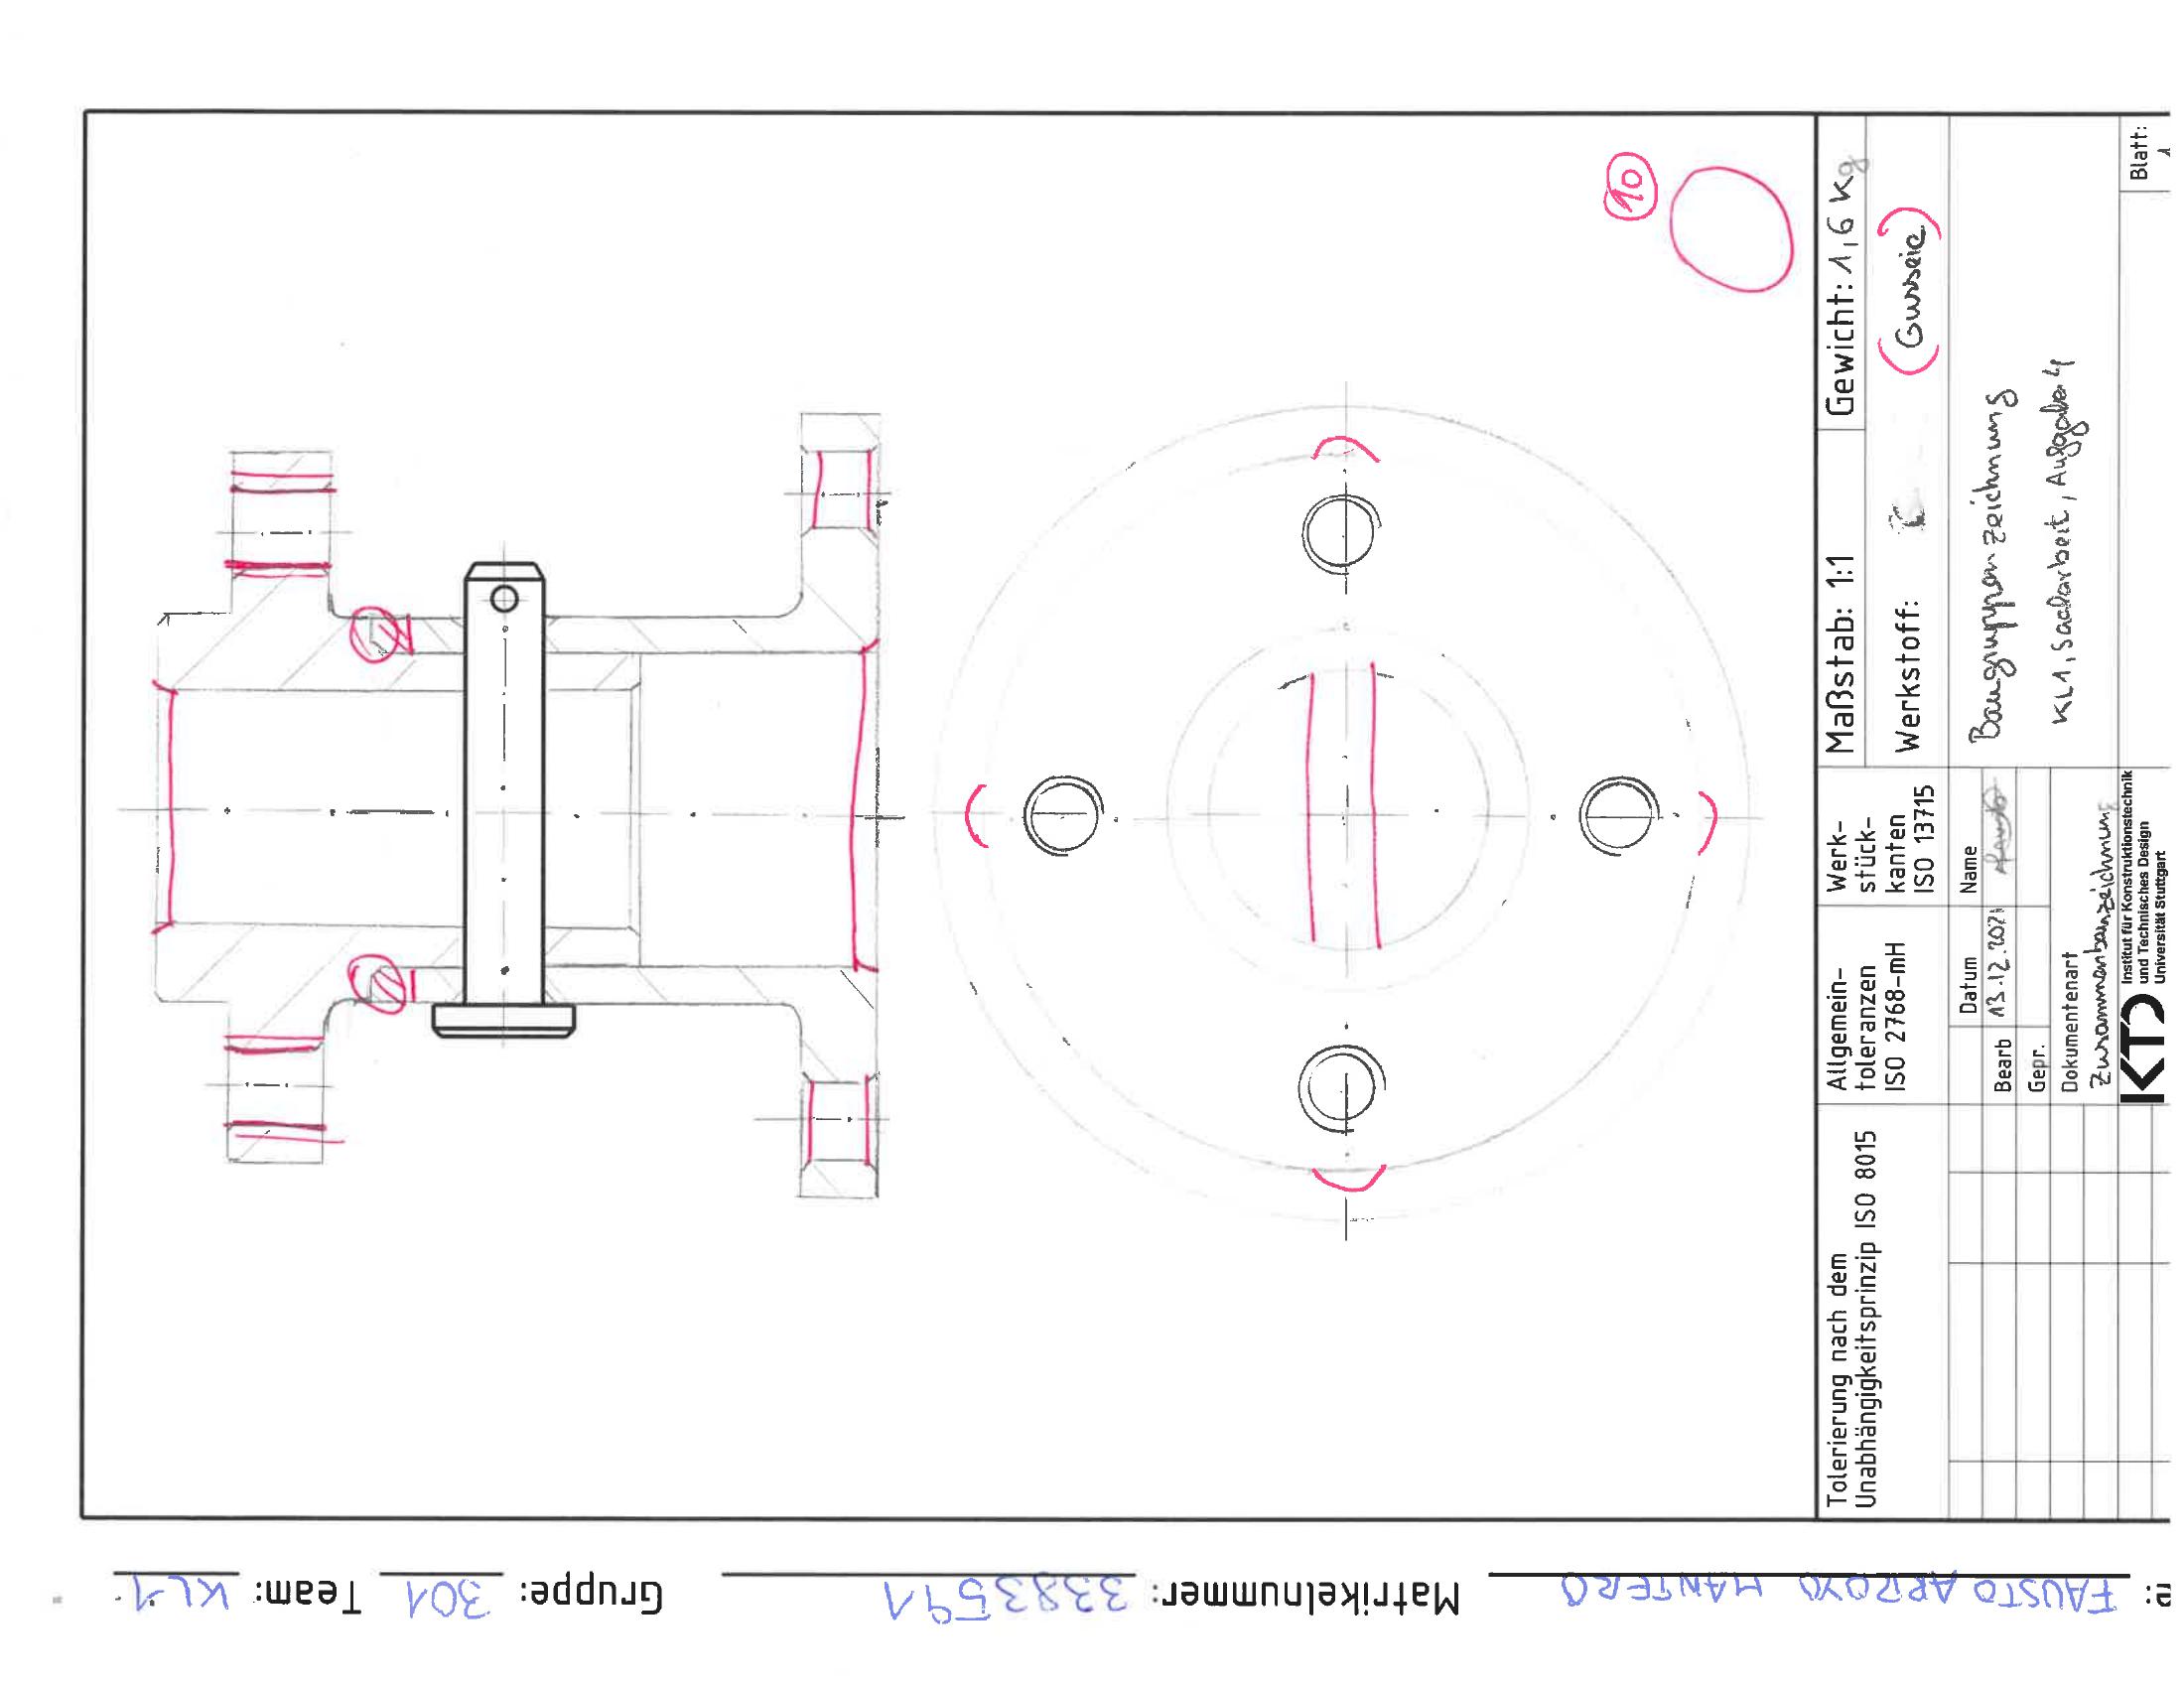 10
Tolerierung nach dem
Unabhängigkeitsprinzip ISO 8015
Allgemein-
toleranzen
ISO 2768-mH
Werk-
stück-
kanten
ISO 13715
Maßstab: 1:1
Gewicht: 1,6 Kg
Werkstoff:
(Gusseie)
Datum
Name
Bearb
13.12.2021
Gepr.
Baugruppenzeichnung
KL1, Sacharbeit, Aufgabe 4
Dokumentenart
Zusammenbauzeichnung
IKTD
Institut für Konstruktionstechnik
und Technisches Design
Universität Stuttgart
Blatt:
1
e: FAUSTO ARROYO MANTERO Matrikelnummer: 3383591 Gruppe: 301 Team: KL1